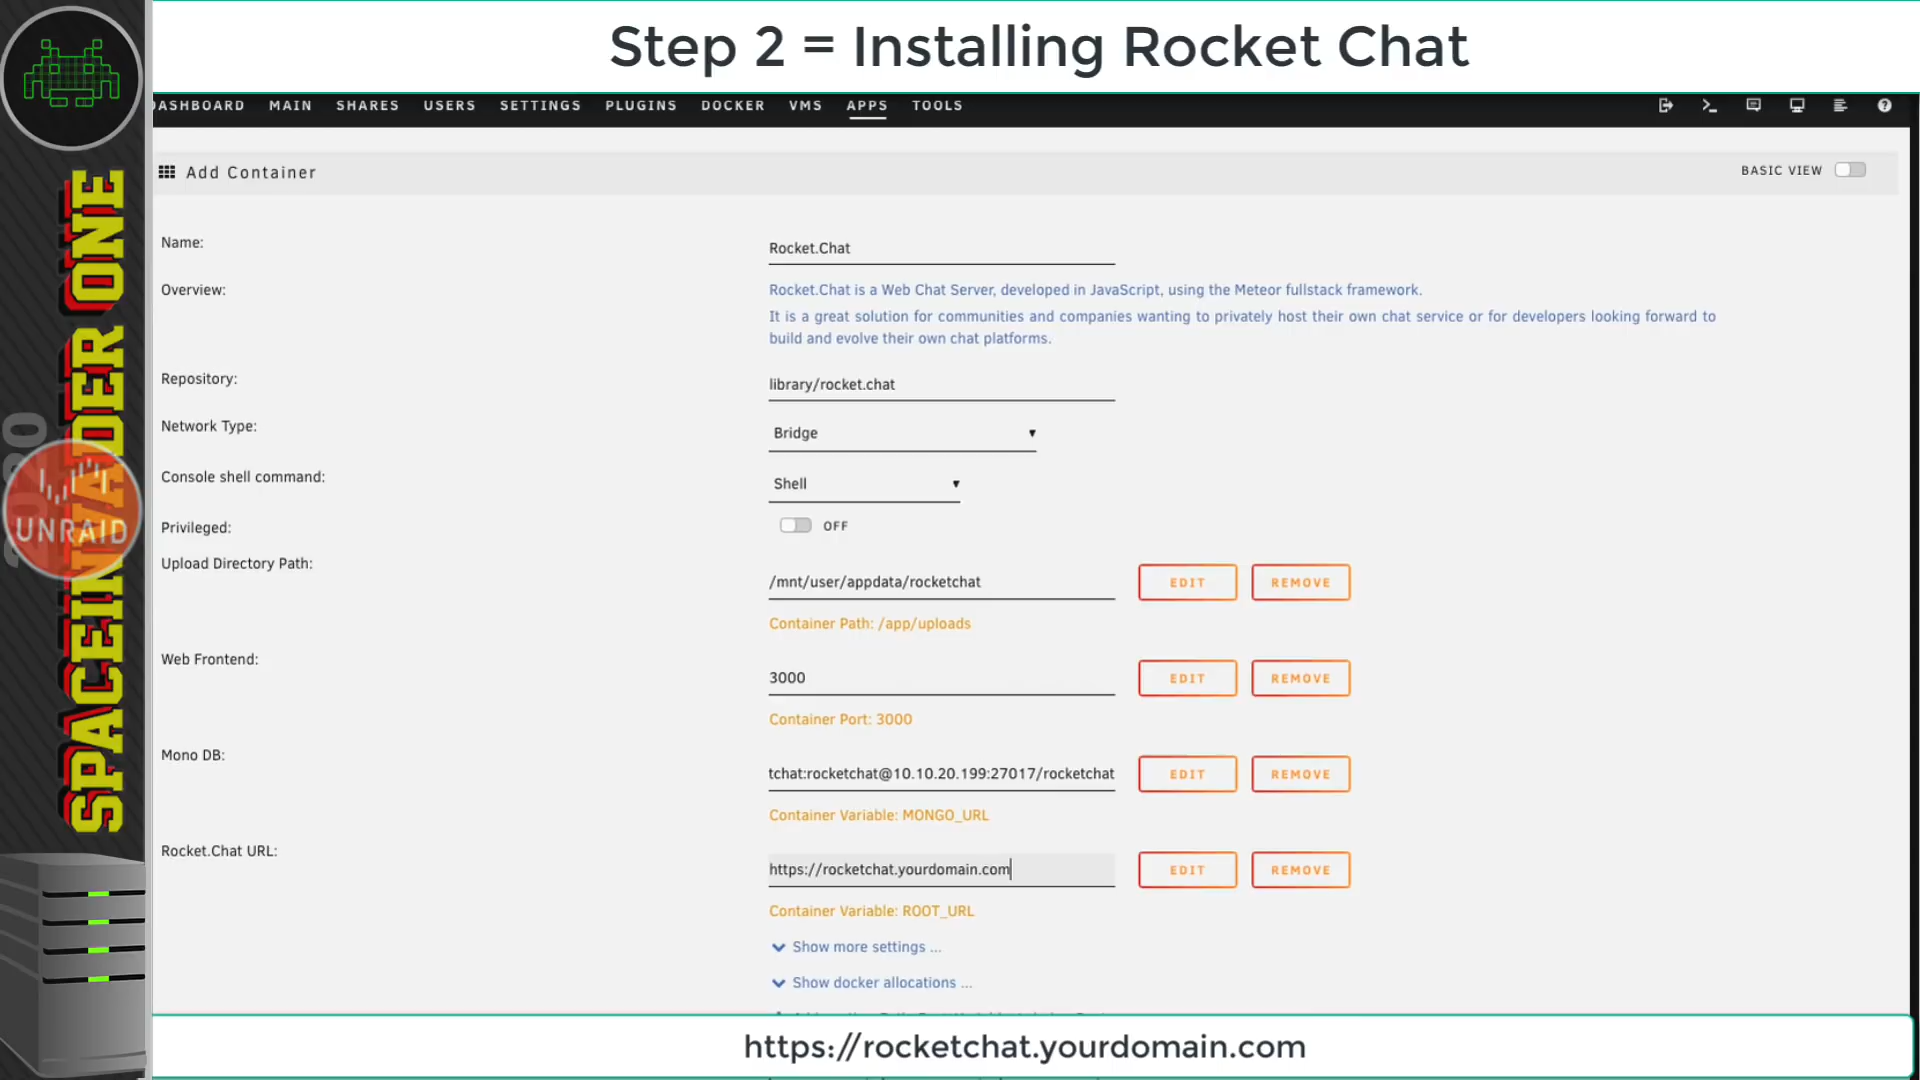 Step 2 = Installing Rocket Chat
DASHBOARD MAIN SHARES USERS SETTINGS PLUGINS DOCKER VMS APPS TOOLS
Add Container
BASIC VIEW
Name:
Rocket.Chat
Overview:
Rocket.Chat is a Web Chat Server, developed in JavaScript, using the Meteor fullstack framework.
It is a great solution for communities and companies wanting to privately host their own chat service or for developers looking forward to
build and evolve their own chat platforms.
Repository:
library/rocket.chat
Network Type:
Bridge
Console shell command:
Shell
Privileged:
OFF
Upload Directory Path:
/mnt/user/appdata/rocketchat
EDIT REMOVE
Container Path: /app/uploads
Web Frontend:
3000
EDIT REMOVE
Container Port: 3000
Mono DB:
tchat:rocketchat@10.10.20.199:27017/rocketchat
EDIT REMOVE
Container Variable: MONGO_URL
Rocket.Chat URL:
https://rocketchat.yourdomain.com
EDIT REMOVE
Container Variable: ROOT_URL
Show more settings ...
Show docker allocations ...
https://rocketchat.yourdomain.com
SPACEINVADER ONE
UNRAID